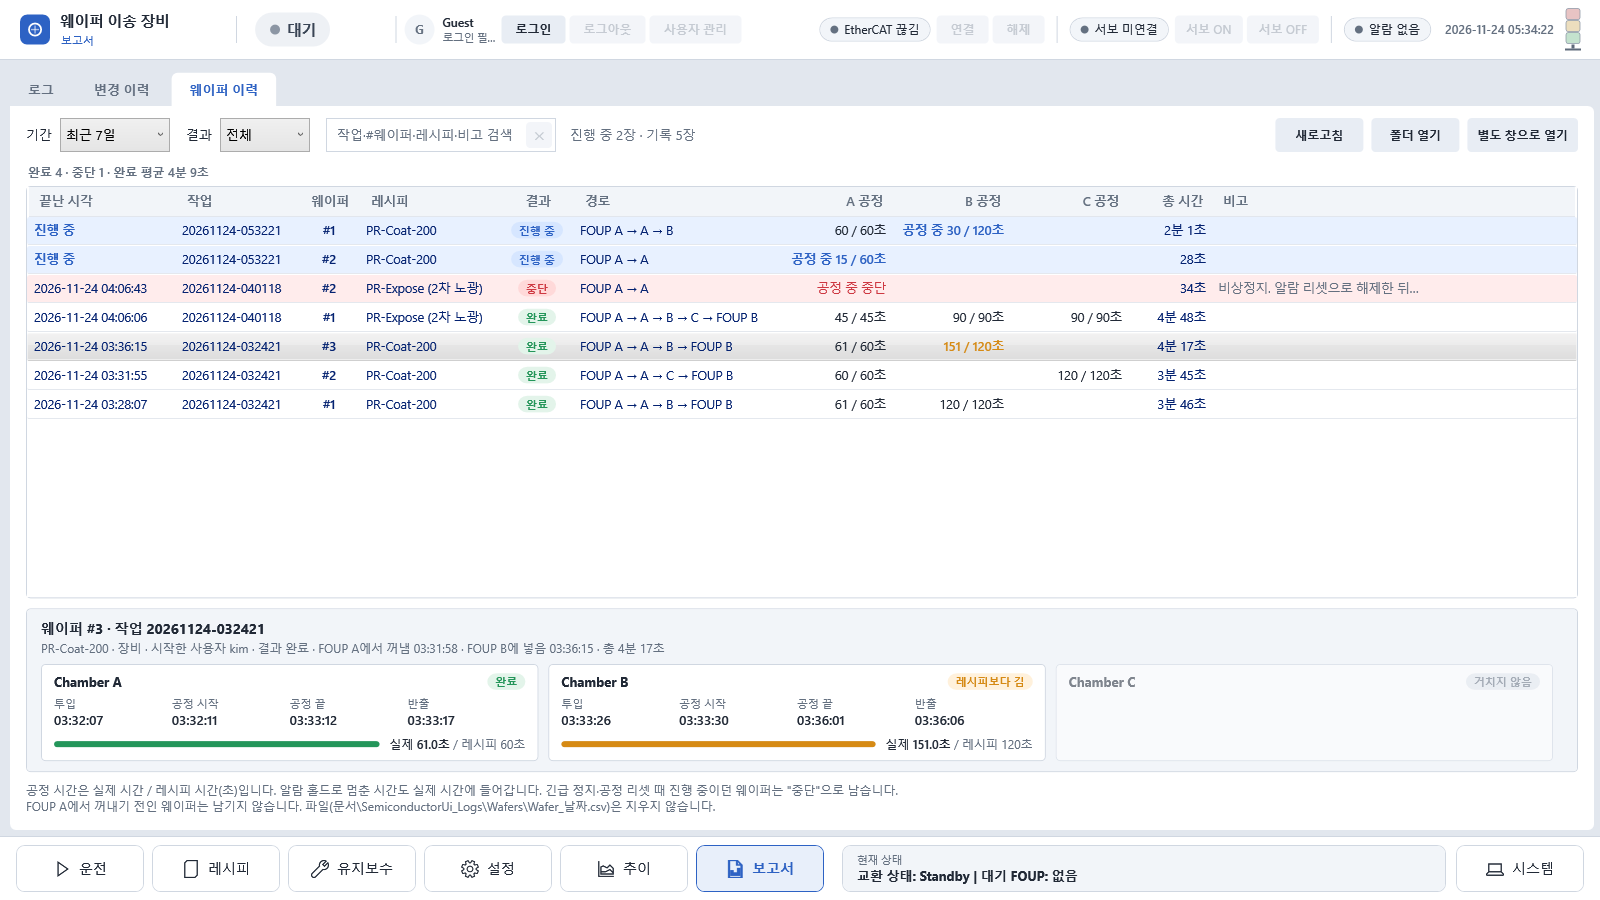 웨이퍼 이송 장비
보고서
대기
G
Guest
로그인 필...
로그인
로그아웃
사용자 관리
EtherCAT 끊김
연결
해제
서보 미연결
서보 ON
서보 OFF
알람 없음
2026-11-24 05:34:22
로그
변경 이력
웨이퍼 이력
기간
최근 7일
결과
전체
작업·#웨이퍼·레시피·비고 검색
진행 중 2장 · 기록 5장
새로고침
폴더 열기
별도 창으로 열기
완료 4 · 중단 1 · 완료 평균 4분 9초
끝난 시각 작업 웨이퍼 레시피 결과 경로 A 공정 B 공정 C 공정 총 시간 비고
진행 중 20261124-053221 #1 PR-Coat-200 진행 중 FOUP A → A → B 60 / 60초 공정 중 30 / 120초 2분 1초
진행 중 20261124-053221 #2 PR-Coat-200 진행 중 FOUP A → A 공정 중 15 / 60초 28초
2026-11-24 04:06:43 20261124-040118 #2 PR-Expose (2차 노광) 중단 FOUP A → A 공정 중 중단 34초 비상정지. 알람 리셋으로 해제한 뒤...
2026-11-24 04:06:06 20261124-040118 #1 PR-Expose (2차 노광) 완료 FOUP A → A → B → C → FOUP B 45 / 45초 90 / 90초 90 / 90초 4분 48초
2026-11-24 03:36:15 20261124-032421 #3 PR-Coat-200 완료 FOUP A → A → B → FOUP B 61 / 60초 151 / 120초 4분 17초
2026-11-24 03:31:55 20261124-032421 #2 PR-Coat-200 완료 FOUP A → A → C → FOUP B 60 / 60초 120 / 120초 3분 45초
2026-11-24 03:28:07 20261124-032421 #1 PR-Coat-200 완료 FOUP A → A → B → FOUP B 61 / 60초 120 / 120초 3분 46초
웨이퍼 #3 · 작업 20261124-032421
PR-Coat-200 · 장비 · 시작한 사용자 kim · 결과 완료 · FOUP A에서 꺼냄 03:31:58 · FOUP B에 넣음 03:36:15 · 총 4분 17초
Chamber A 완료
투입 공정 시작 공정 끝 반출
03:32:07 03:32:11 03:33:12 03:33:17
실제 61.0초 / 레시피 60초
Chamber B 레시피보다 김
투입 공정 시작 공정 끝 반출
03:33:26 03:33:30 03:36:01 03:36:06
실제 151.0초 / 레시피 120초
Chamber C 거치지 않음
공정 시간은 실제 시간 / 레시피 시간(초)입니다. 알람 홀드로 멈춘 시간도 실제 시간에 들어갑니다. 긴급 정지·공정 리셋 때 진행 중이던 웨이퍼는 "중단"으로 남습니다.
FOUP A에서 꺼내기 전인 웨이퍼는 남기지 않습니다. 파일(문서\SemiconductorUi_Logs\Wafers\Wafer_날짜.csv)은 지우지 않습니다.
운전
레시피
유지보수
설정
추이
보고서
현재 상태
교환 상태: Standby | 대기 FOUP: 없음
시스템